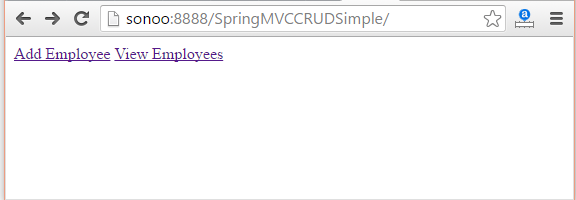 sonoo:8888/SpringMVCCRUDSimple/
a
Add Employee View Employees